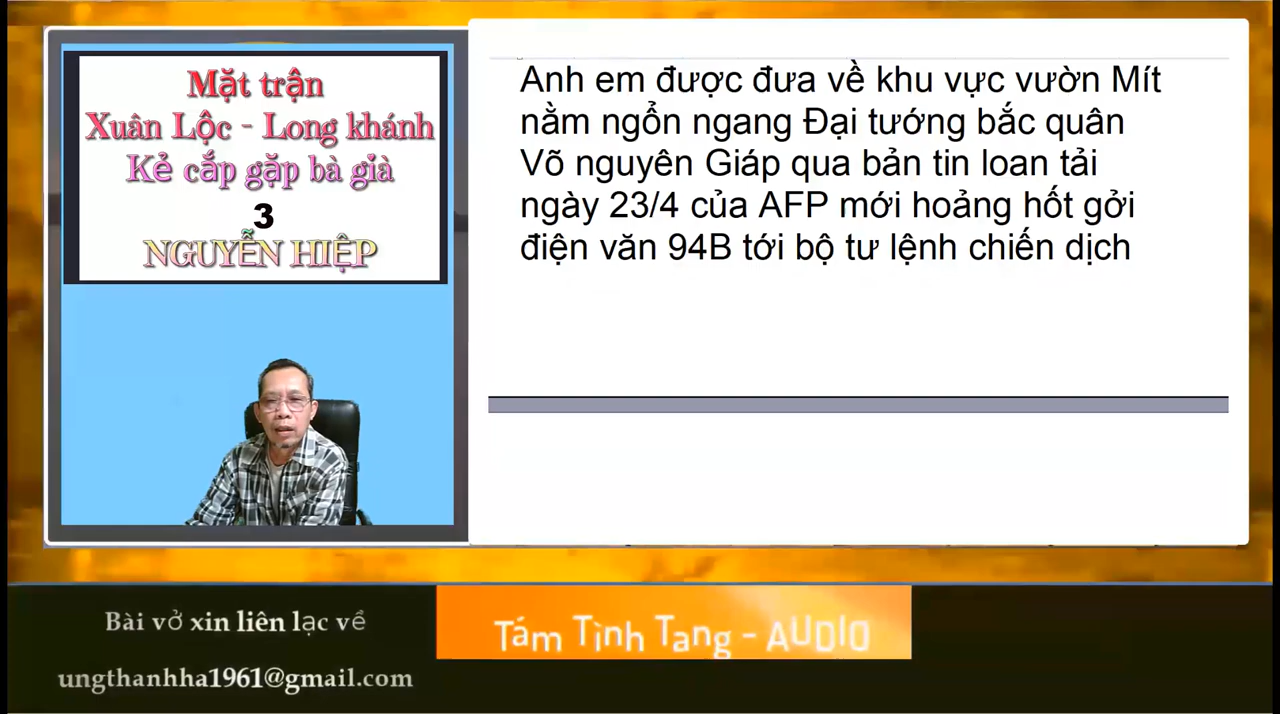 Mặt trận
Xuân Lộc - Long khánh
Kẻ cắp gặp bà già
3
NGUYỄN HIỆP
Anh em được đưa về khu vực vườn Mít
nằm ngổn ngang Đại tướng bắc quân
Võ nguyên Giáp qua bản tin loan tải
ngày 23/4 của AFP mới hoảng hốt gởi
điện văn 94B tới bộ tư lệnh chiến dịch
Bài vở xin liên lạc về
ungthanhha1961@gmail.com
Tám Tình Tang - AUDIO